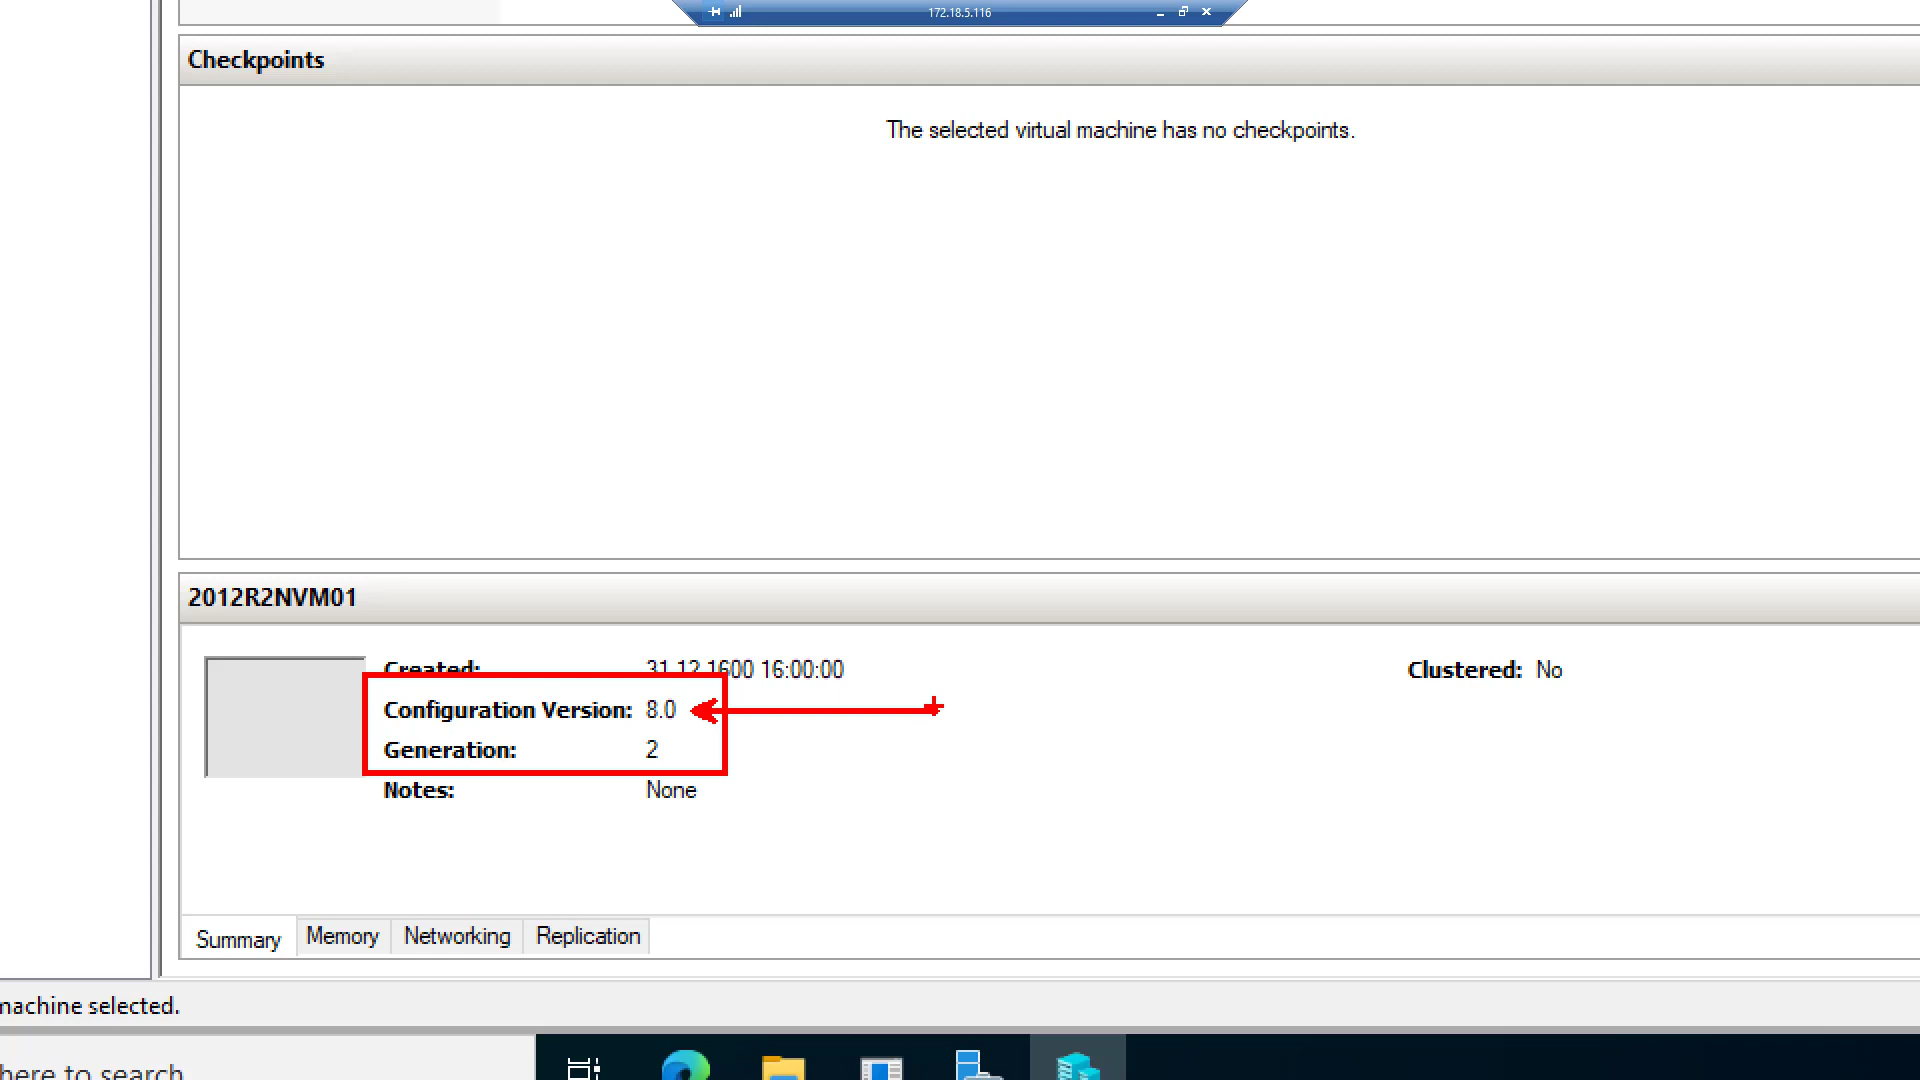 172.18.5.116
Checkpoints
The selected virtual machine has no checkpoints.
2012R2NVM01
Created: 31.12.1600 16:00:00 Clustered: No
Configuration Version: 8.0
Generation: 2
Notes: None
Summary Memory Networking Replication
machine selected.
here to search